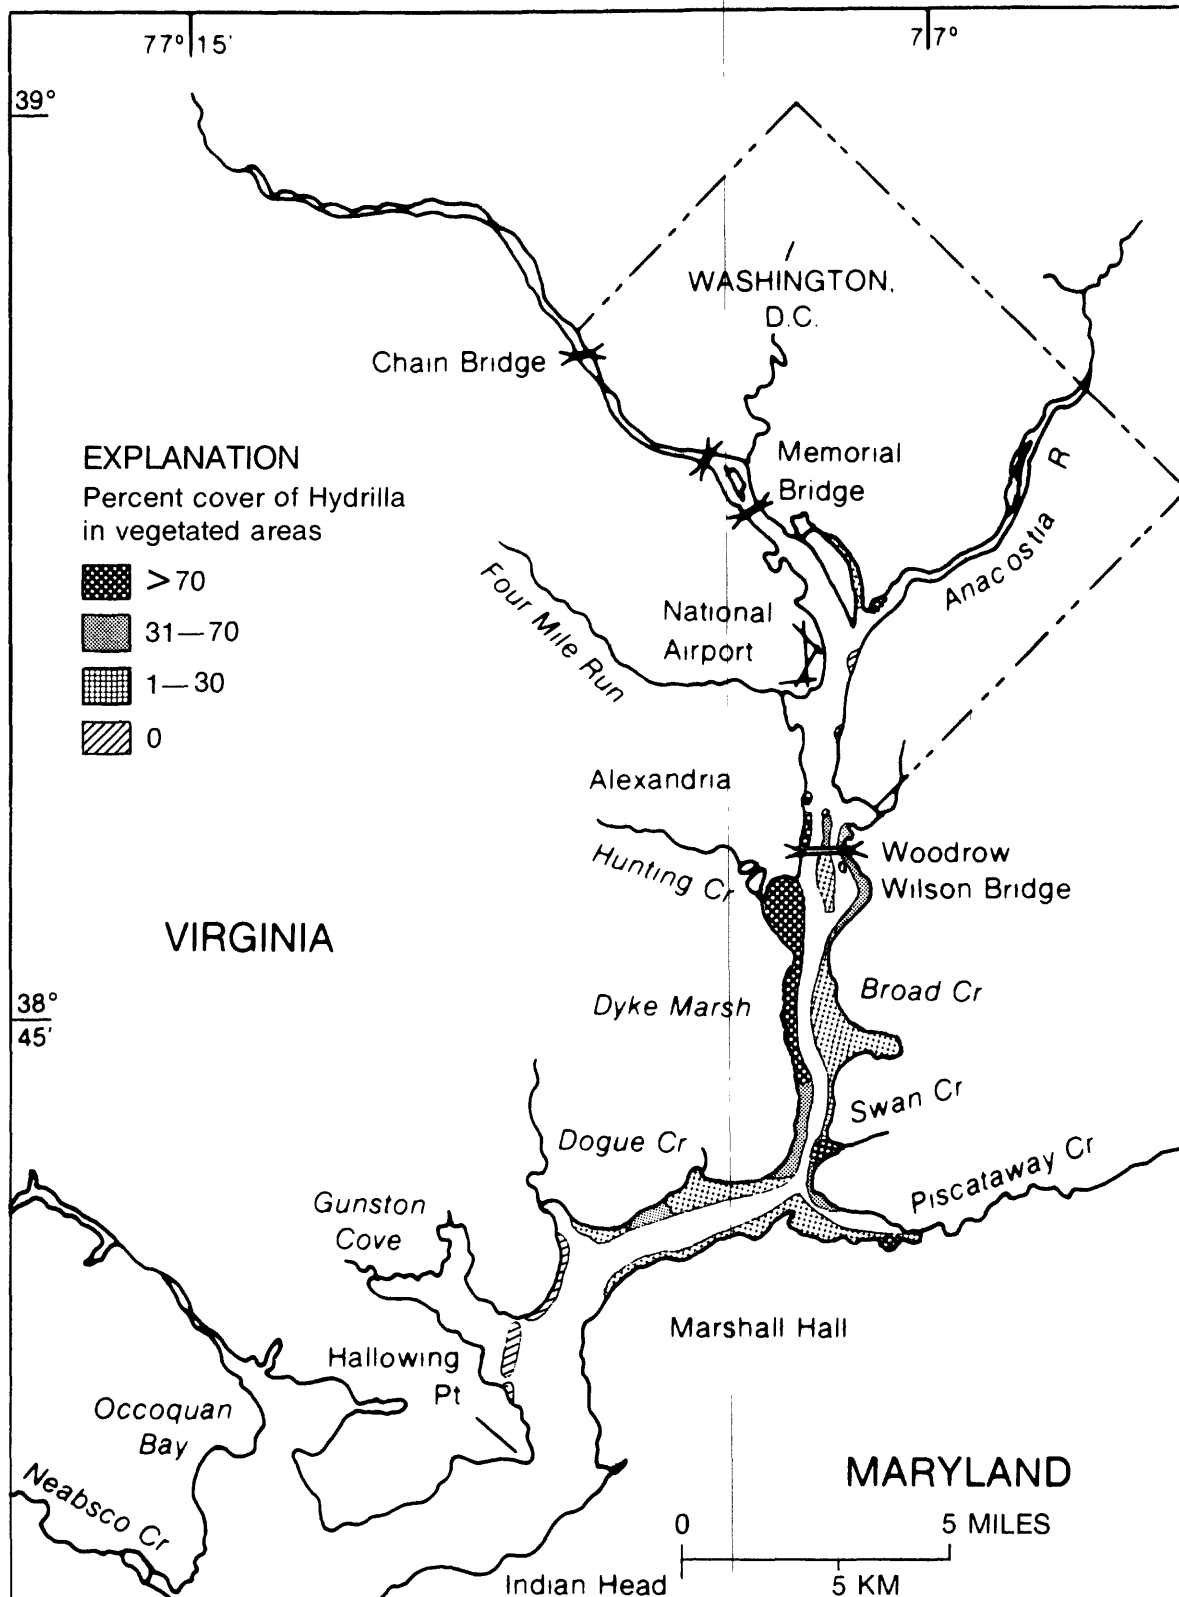 77° 15'
77°
39°
WASHINGTON,
D.C.
Chain Bridge
Memorial
Bridge
EXPLANATION
Percent cover of Hydrilla
in vegetated areas
>70
31—70
1—30
0
Anacostia R
Four Mile Run
National
Airport
Alexandria
Hunting Cr
Woodrow
Wilson Bridge
VIRGINIA
38°
45'
Dyke Marsh
Broad Cr
Swan Cr
Dogue Cr
Piscataway Cr
Gunston
Cove
Marshall Hall
Hallowing
Pt
Occoquan
Bay
Neabsco Cr
MARYLAND
0 5 MILES
5 KM
Indian Head